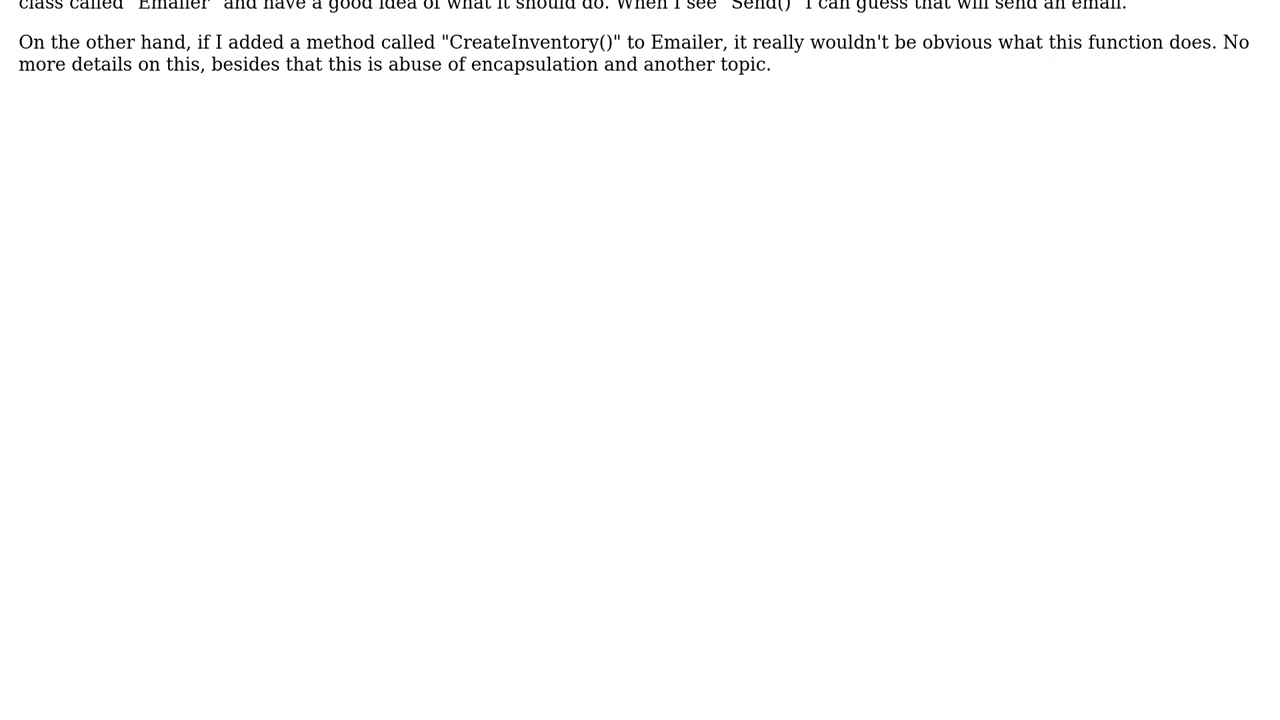 class called "Emailer" and have a good idea of what it should do. When I see "Send()" I can guess that will send an email.
On the other hand, if I added a method called "CreateInventory()" to Emailer, it really wouldn't be obvious what this function does. No
more details on this, besides that this is abuse of encapsulation and another topic.